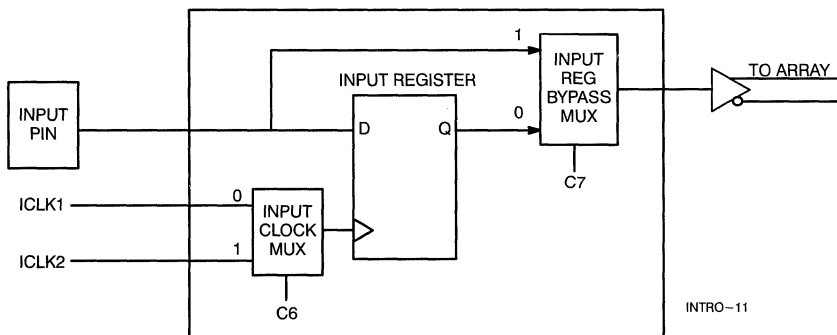 1
INPUT
REG
BYPASS
MUX
TO ARRAY
INPUT REGISTER
INPUT
PIN
D
Q
0
C7
ICLK1
0
INPUT
CLOCK
MUX
ICLK2
1
C6
INTRO-11